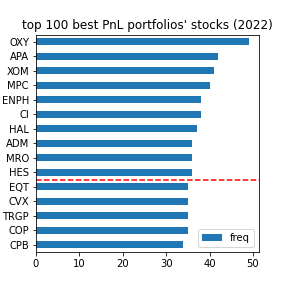 top 100 best PnL portfolios' stocks (2022)
OXY
APA
XOM
MPC
ENPH
CI
HAL
ADM
MRO
HES
EQT
CVX
TRGP
COP
CPB
freq
0 10 20 30 40 50